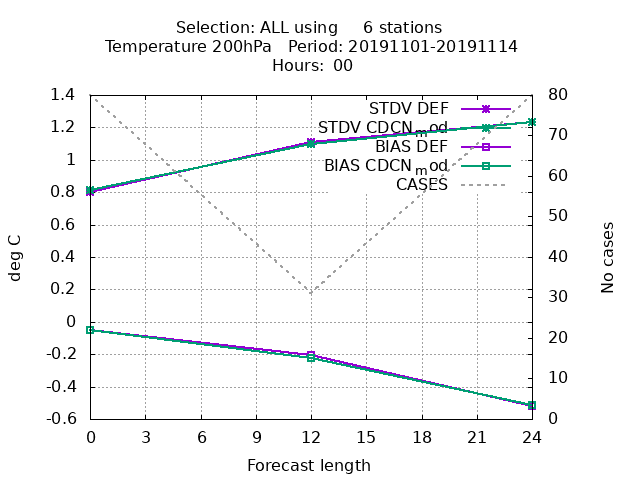 Selection: ALL using     6 stations
Temperature 200hPa   Period: 20191101-20191114
Hours:  00
1.4
1.2
1
0.8
0.6
0.4
0.2
0
-0.2
-0.4
-0.6
deg C
STDV DEF
STDV CDCN_mod
BIAS DEF
BIAS CDCN_mod
CASES
80
70
60
50
40
30
20
10
0
No cases
0 3 6 9 12 15 18 21 24
Forecast length